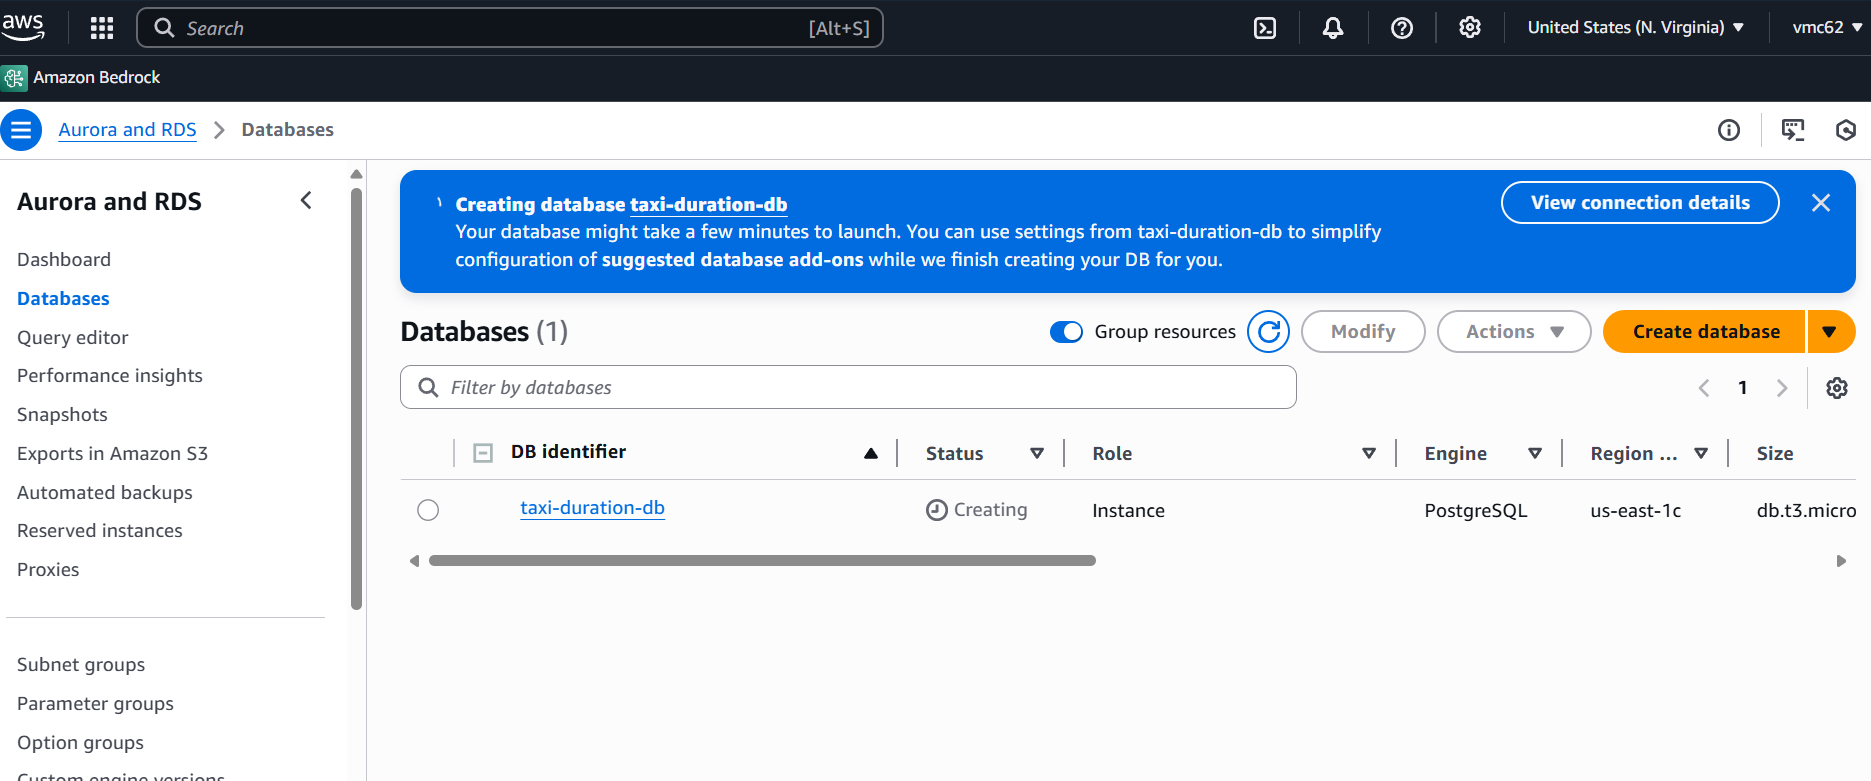 aws
Search [Alt+S]
United States (N. Virginia)
vmc62
Amazon Bedrock
Aurora and RDS
Databases
Aurora and RDS
Dashboard
Databases
Query editor
Performance insights
Snapshots
Exports in Amazon S3
Automated backups
Reserved instances
Proxies
Subnet groups
Parameter groups
Option groups
Custom engine versions
Creating database taxi-duration-db
Your database might take a few minutes to launch. You can use settings from taxi-duration-db to simplify
configuration of suggested database add-ons while we finish creating your DB for you.
View connection details
Databases (1)
Group resources
Modify
Actions
Create database
Filter by databases
1
DB identifier Status Role Engine Region ... Size
taxi-duration-db Creating Instance PostgreSQL us-east-1c db.t3.micro